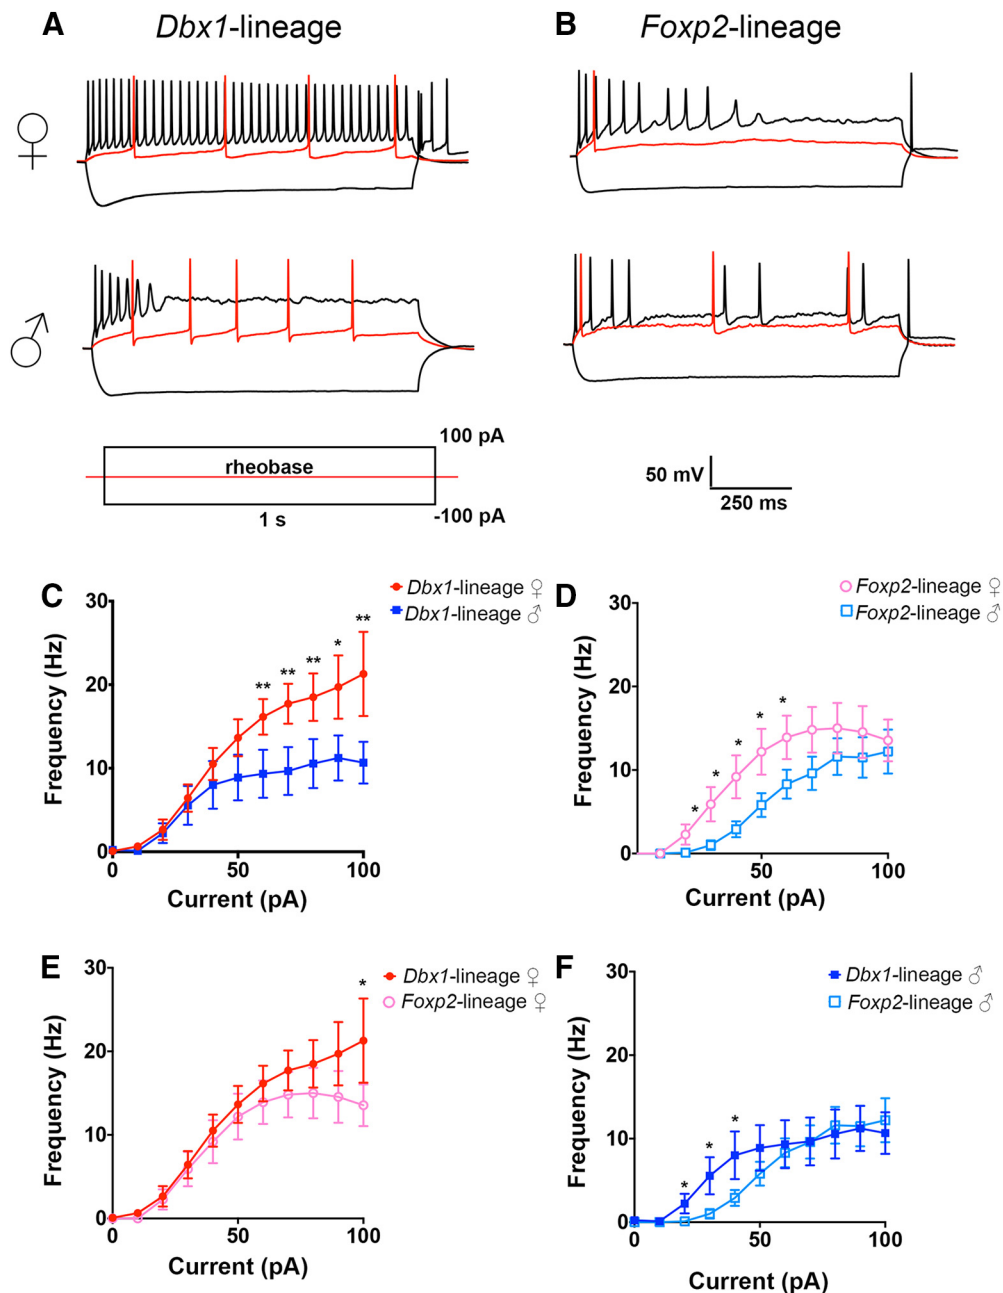 A Dbx1-lineage
B Foxp2-lineage
♀
♂
100 pA
rheobase
1 s
-100 pA
50 mV
250 ms
C
Dbx1-lineage ♀
Dbx1-lineage ♂
30
20
10
0
0 50 100
Frequency (Hz)
Current (pA)
** ** ** * **
D
Foxp2-lineage ♀
Foxp2-lineage ♂
30
20
10
0
50 100
Frequency (Hz)
Current (pA)
* * * * *
E
Dbx1-lineage ♀
Foxp2-lineage ♀
30
20
10
0
0 50 100
Frequency (Hz)
Current (pA)
*
F
Dbx1-lineage ♂
Foxp2-lineage ♂
30
20
10
0
0 50 100
Frequency (Hz)
Current (pA)
* * *